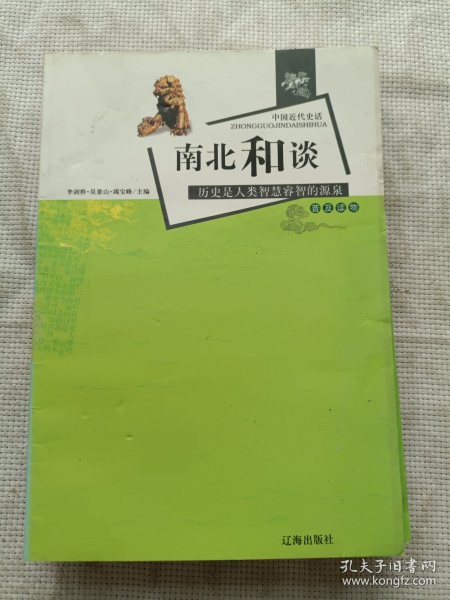 中国近代史话
ZHONGGUOJINDAISHIHUA
南北和谈
李剑桥·吴景山·禹宝峰/主编
历史是人类智慧睿智的源泉
普及读物
辽海出版社
孔夫子旧书网
www.kongfz.com